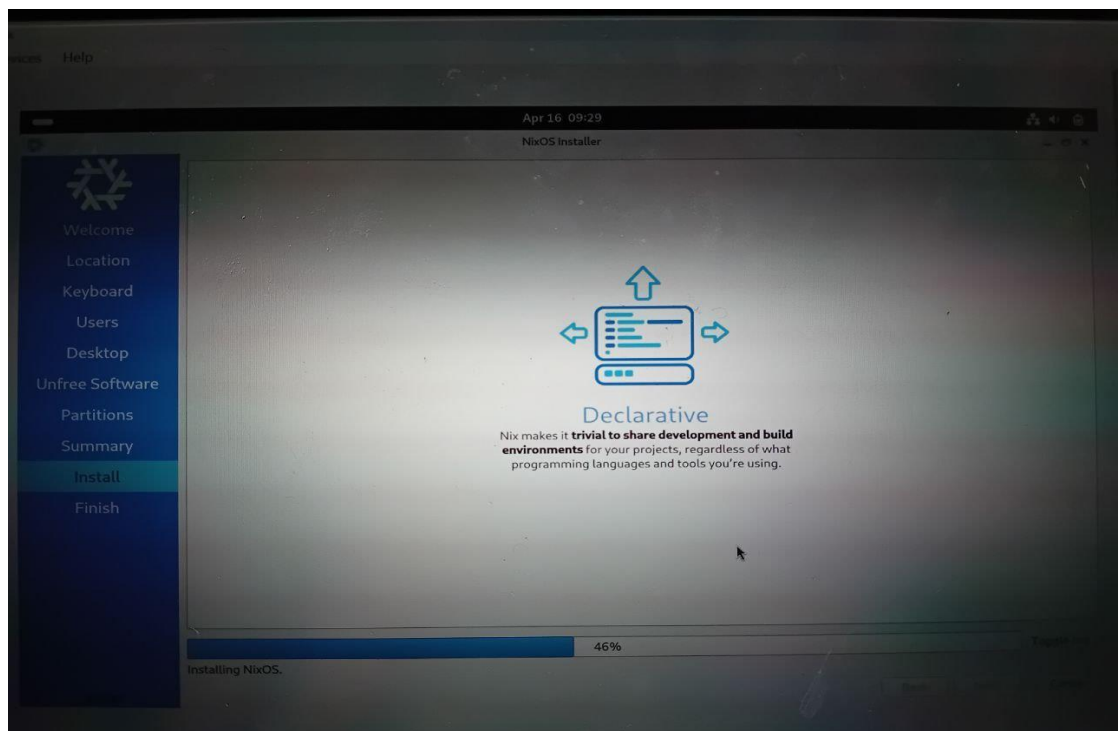 Help
Apr 16 09:29
NixOS Installer
Welcome
Location
Keyboard
Users
Desktop
Unfree Software
Partitions
Summary
Install
Finish
Declarative
Nix makes it trivial to share development and build
environments for your projects, regardless of what
programming languages and tools you're using.
46%
Toggle
Installing NixOS.